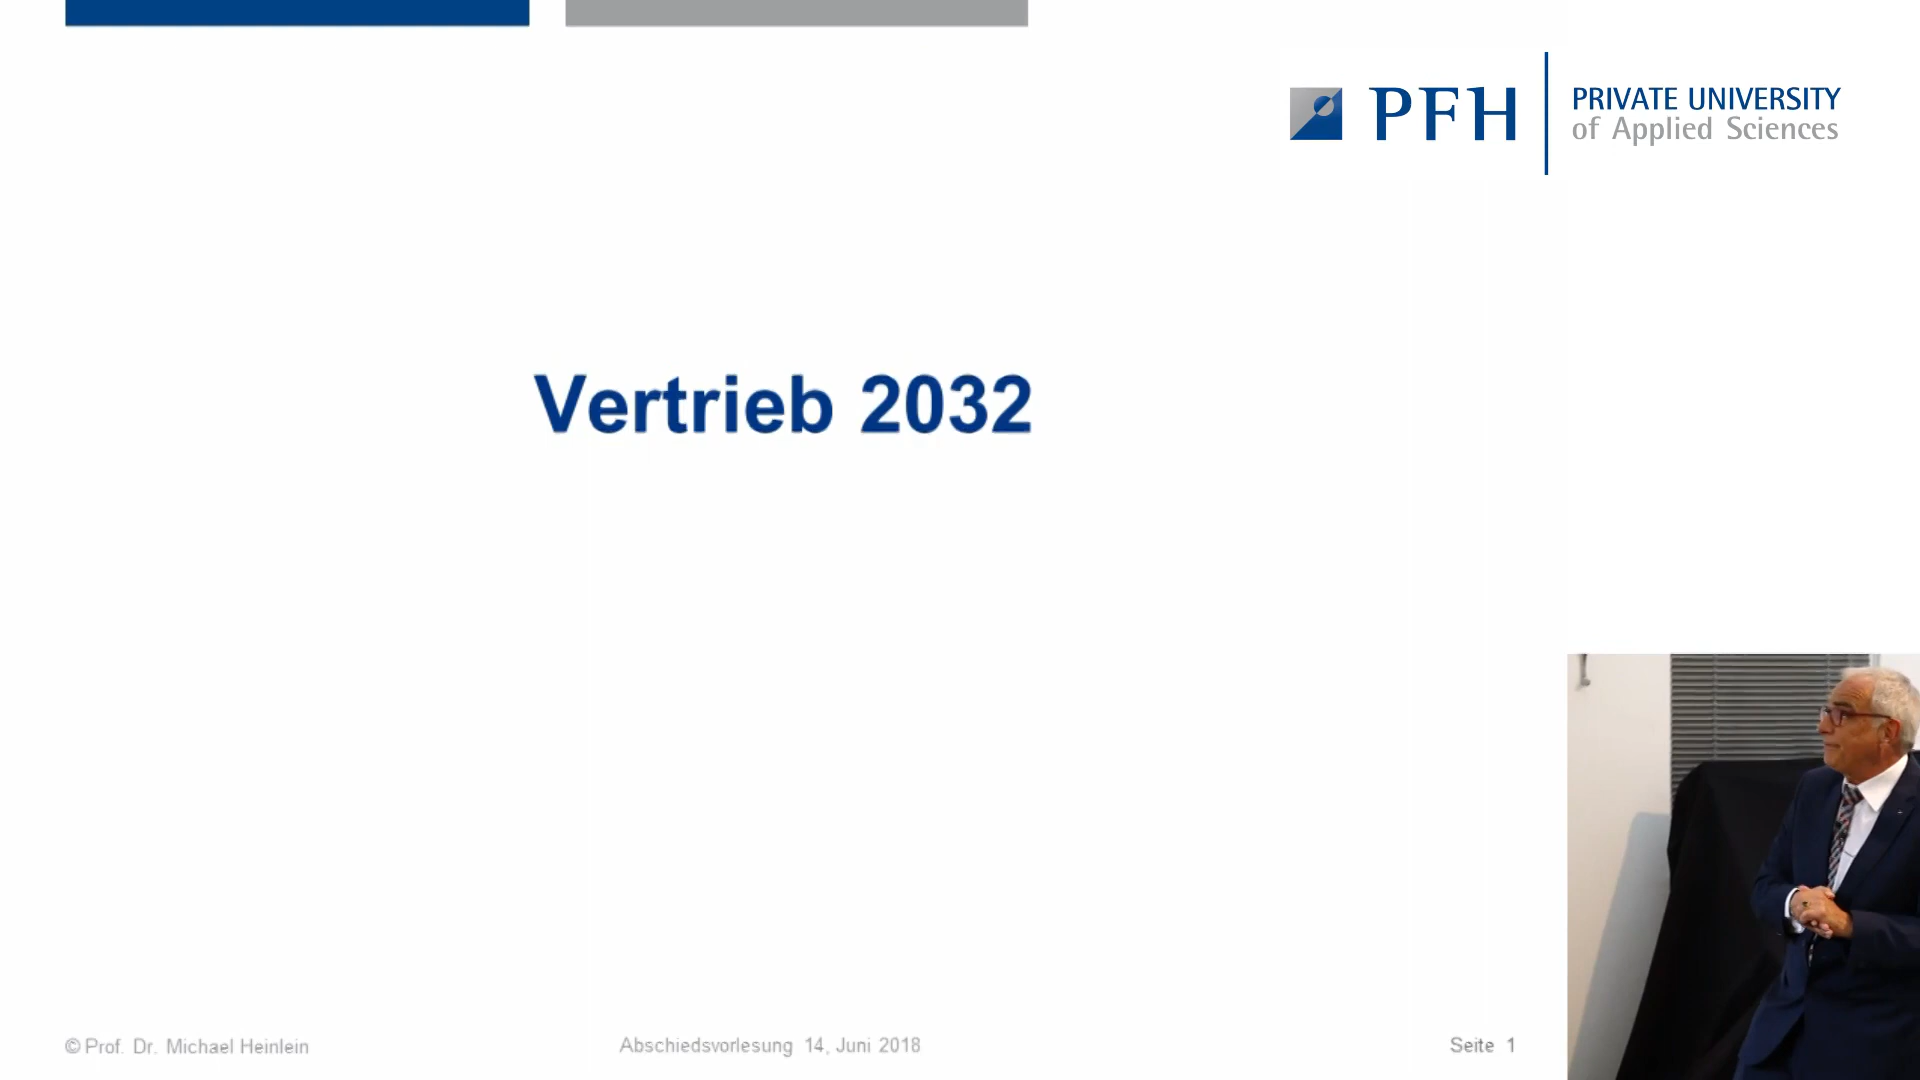 PFH
PRIVATE UNIVERSITY
of Applied Sciences
Vertrieb 2032
© Prof. Dr. Michael Heinlein
Abschiedsvorlesung 14. Juni 2018
Seite 1